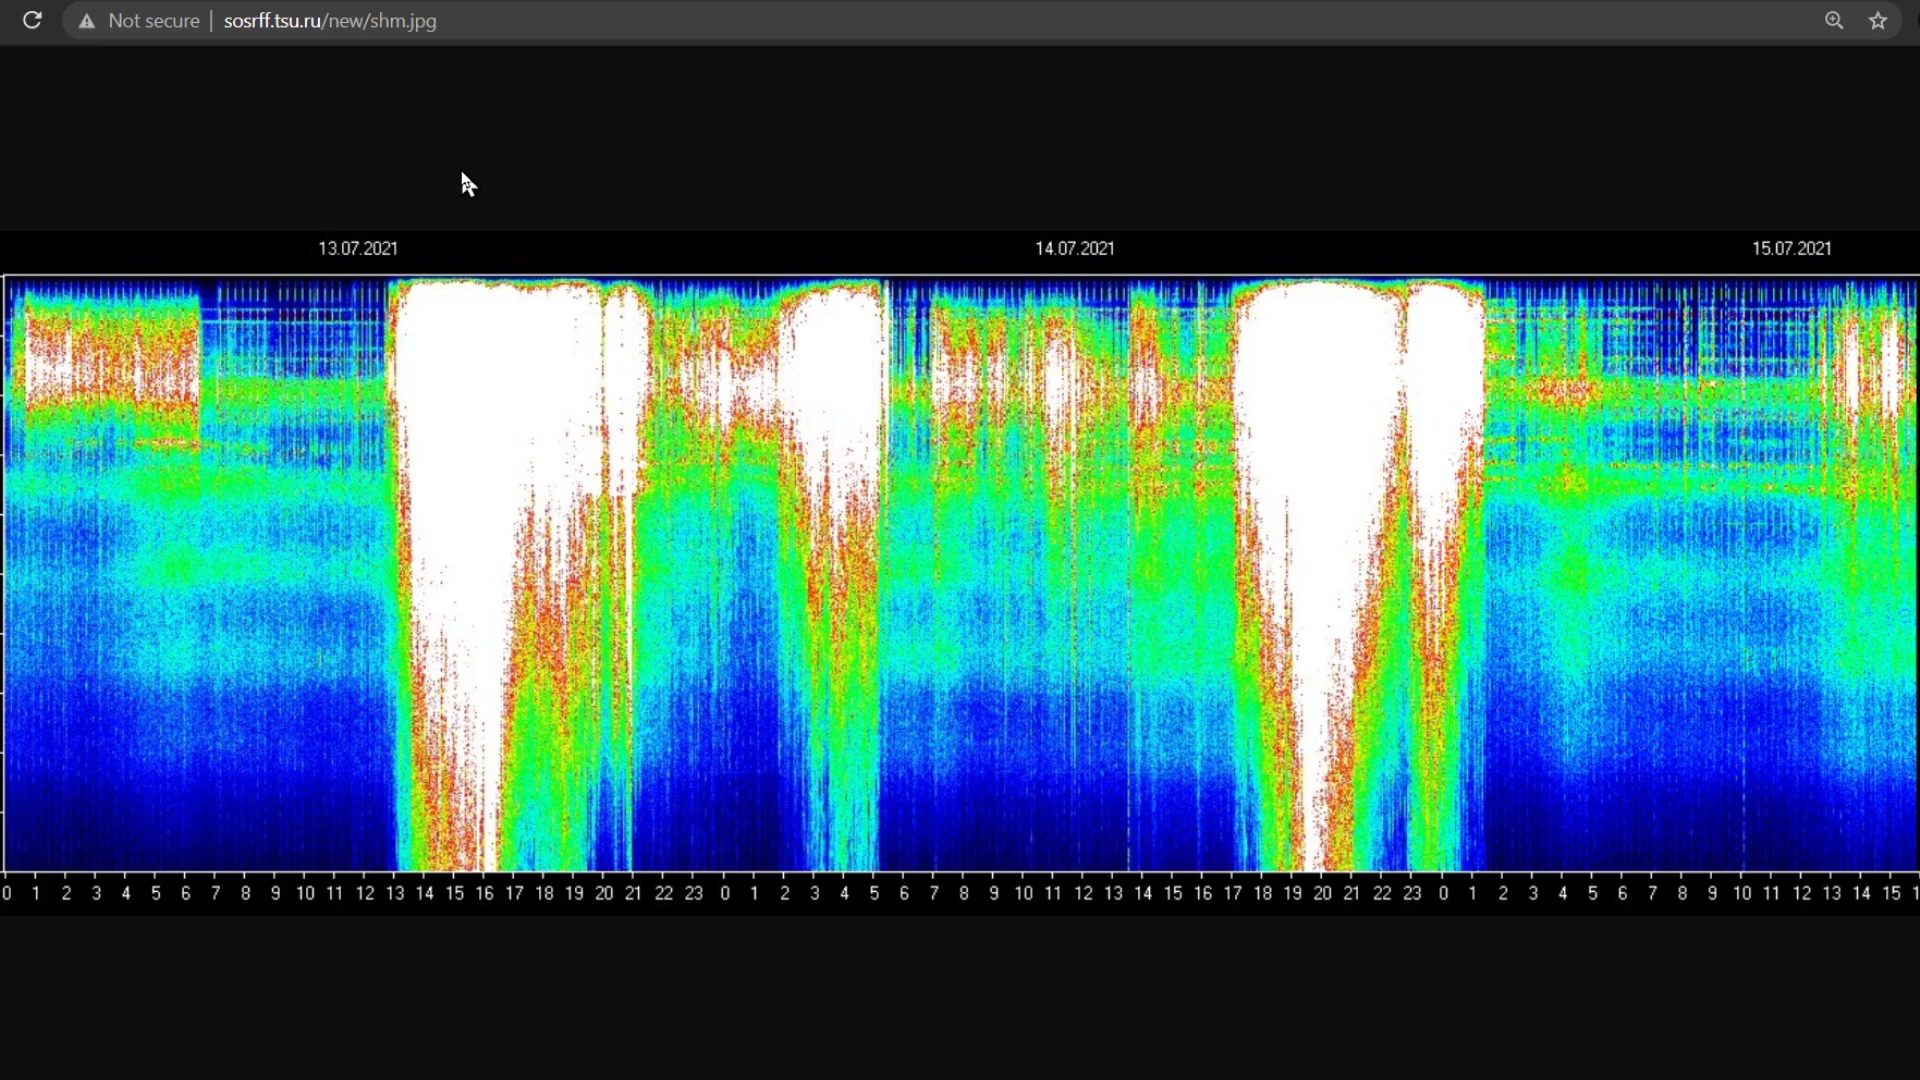 Not secure | sosrff.tsu.ru/new/shm.jpg
13.07.2021 14.07.2021 15.07.2021
0 1 2 3 4 5 6 7 8 9 10 11 12 13 14 15 16 17 18 19 20 21 22 23 0 1 2 3 4 5 6 7 8 9 10 11 12 13 14 15 16 17 18 19 20 21 22 23 0 1 2 3 4 5 6 7 8 9 10 11 12 13 14 15 1